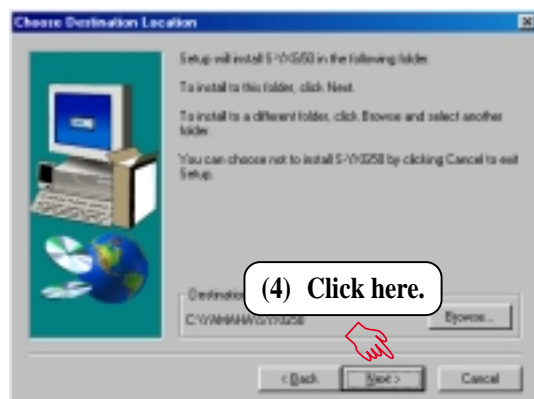 Choose Destination Location
Setup will install S-YXG50 in the following folder.
To install to this folder, click Next.
To install to a different folder, click Browse and select another
folder.
You can choose not to install S-YXG50 by clicking Cancel to exit
Setup.
(4) Click here.
C:\YAMAHA\SYXG50
Browse...
< Back
Next >
Cancel